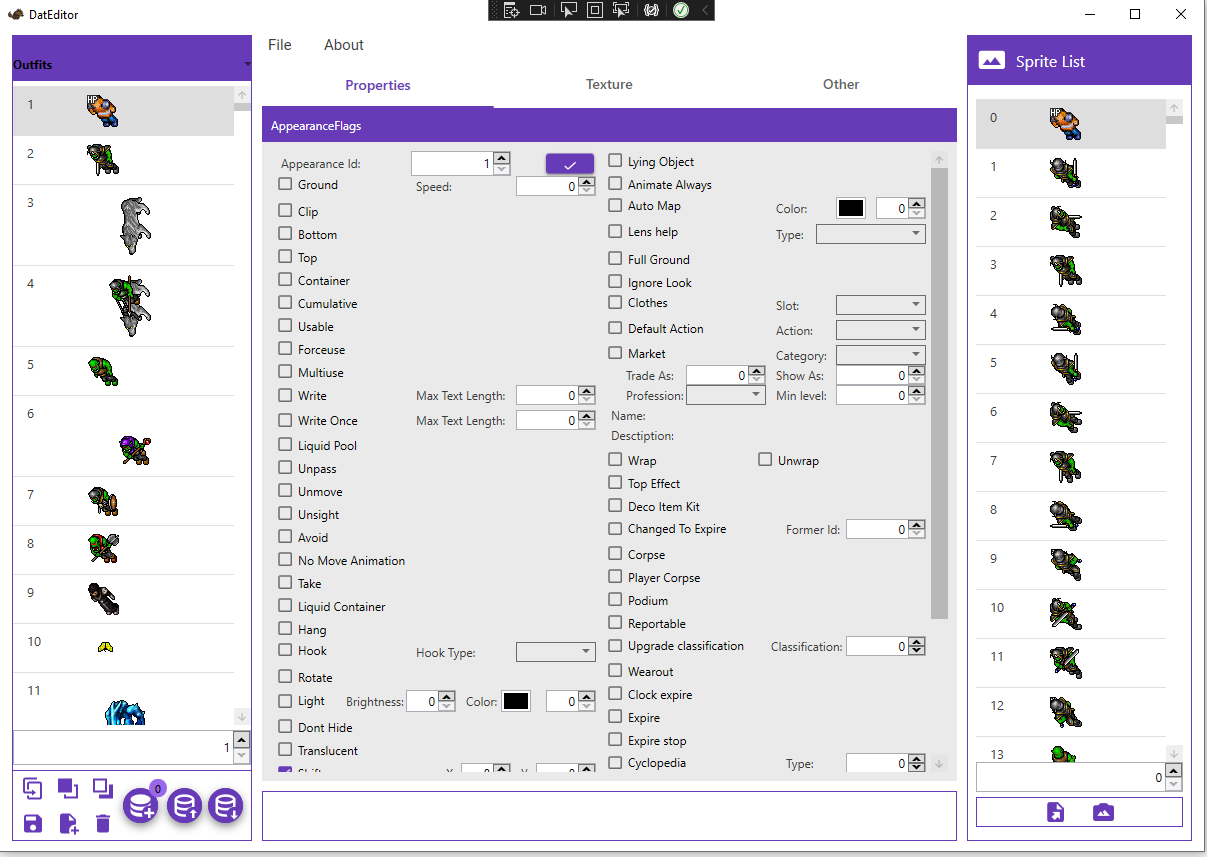 DatEditor
Outfits
File About
Properties Texture Other
AppearanceFlags
Appearance Id: 1
Ground Speed: 0
Clip
Bottom
Top
Container
Cumulative
Usable
Forceuse
Multiuse
Write Max Text Length: 0
Write Once Max Text Length: 0
Liquid Pool
Unpass
Unmove
Unsight
Avoid
No Move Animation
Take
Liquid Container
Hang
Hook Hook Type:
Rotate
Light Brightness: 0 Color: 0
Dont Hide
Translucent
Lying Object
Animate Always
Auto Map Color: 0
Lens help Type:
Full Ground
Ignore Look
Clothes Slot:
Default Action Action:
Market Category:
Trade As: 0 Show As: 0
Profession: Min level: 0
Name:
Desctiption:
Wrap Unwrap
Top Effect
Deco Item Kit
Changed To Expire Former Id: 0
Corpse
Player Corpse
Podium
Reportable
Upgrade classification Classification: 0
Wearout
Clock expire
Expire
Expire stop
Cyclopedia Type: 0
1
2
3
4
5
6
7
8
9
10
11
1
0
Sprite List
0
1
2
3
4
5
6
7
8
9
10
11
12
13
0